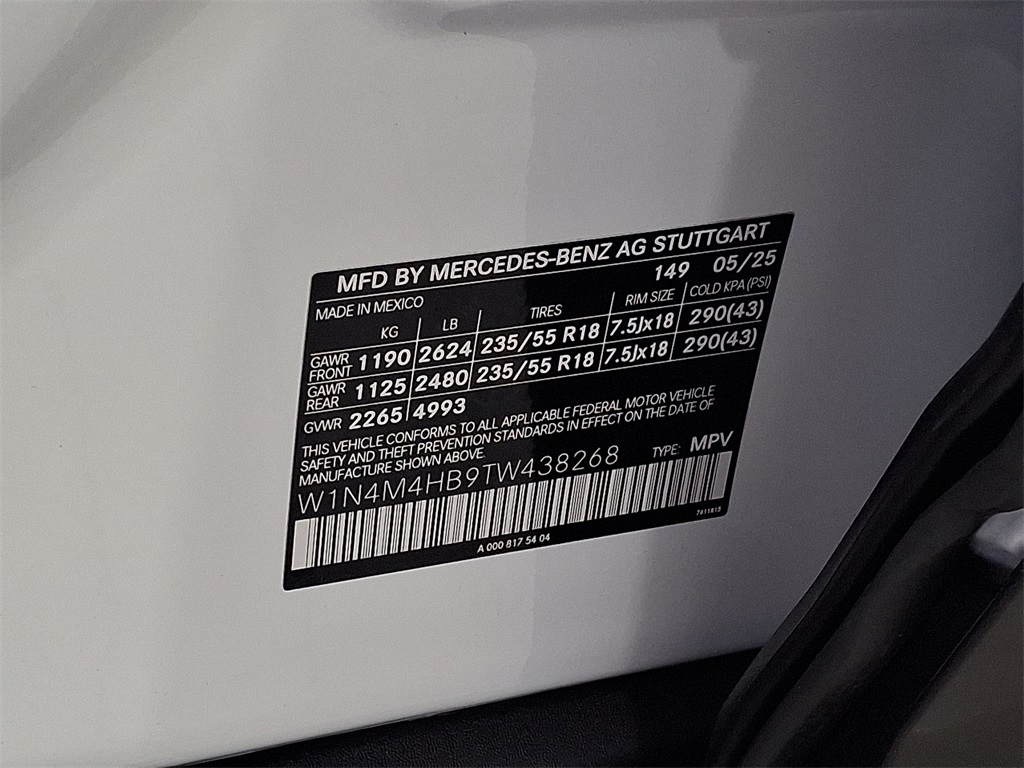 MFD BY MERCEDES-BENZ AG STUTTGART
MADE IN MEXICO 149 05/25
KG LB TIRES RIM SIZE COLD KPA (PSI)
GAWR FRONT 1190 2624 235/55 R18 7.5Jx18 290(43)
GAWR REAR 1125 2480 235/55 R18 7.5Jx18 290(43)
GVWR 2265 4993
THIS VEHICLE CONFORMS TO ALL APPLICABLE FEDERAL MOTOR VEHICLE
SAFETY AND THEFT PREVENTION STANDARDS IN EFFECT ON THE DATE OF
MANUFACTURE SHOWN ABOVE.
W1N4M4HB9TW438268 TYPE: MPV
A 000 817 54 04